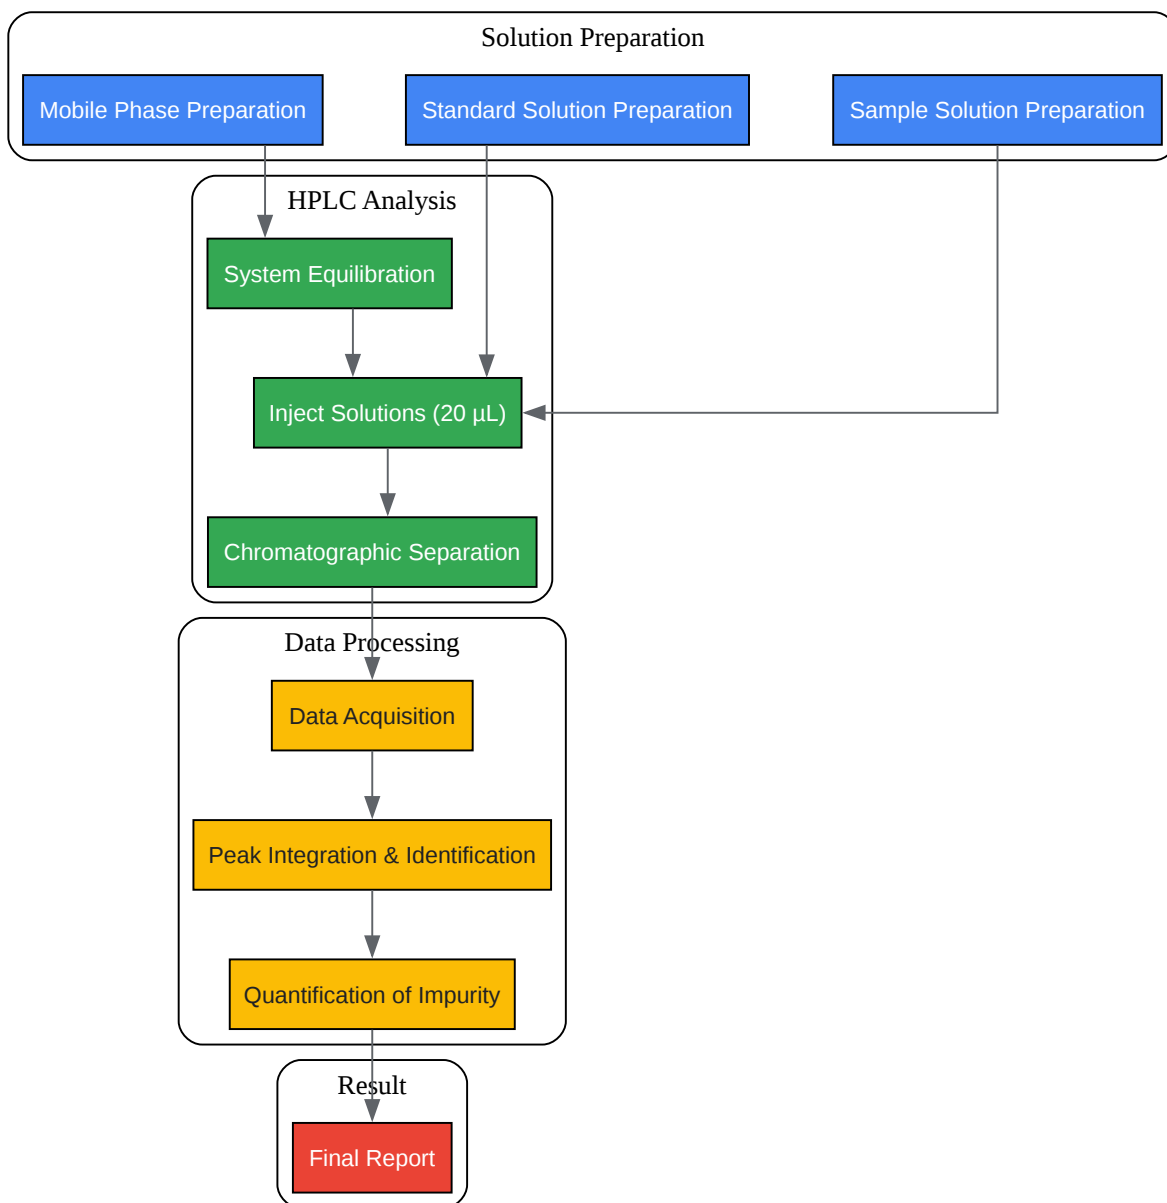 Solution Preparation
Mobile Phase Preparation
Standard Solution Preparation
Sample Solution Preparation
HPLC Analysis
System Equilibration
Inject Solutions (20 µL)
Chromatographic Separation
Data Processing
Data Acquisition
Peak Integration & Identification
Quantification of Impurity
Result
Final Report